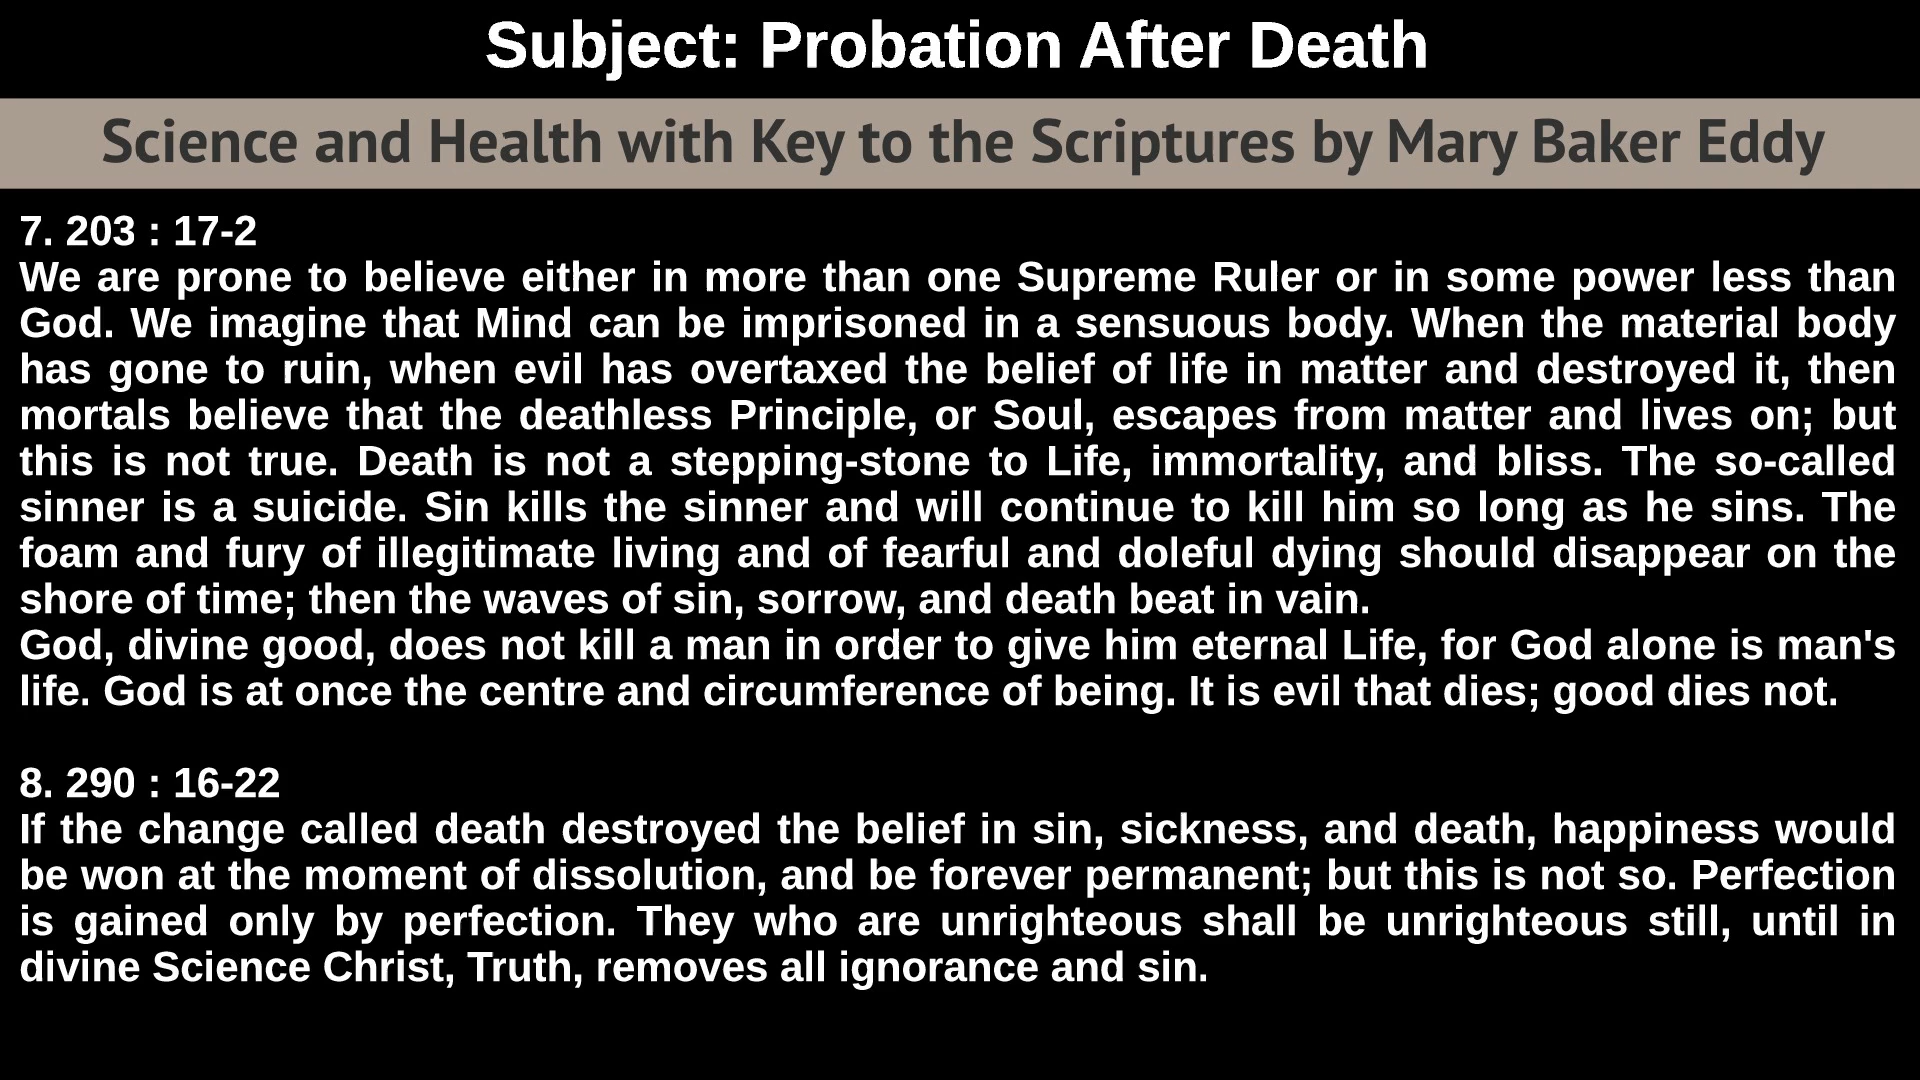 Subject: Probation After Death
Science and Health with Key to the Scriptures by Mary Baker Eddy
7. 203 : 17-2
We are prone to believe either in more than one Supreme Ruler or in some power less than
God. We imagine that Mind can be imprisoned in a sensuous body. When the material body
has gone to ruin, when evil has overtaxed the belief of life in matter and destroyed it, then
mortals believe that the deathless Principle, or Soul, escapes from matter and lives on; but
this is not true. Death is not a stepping-stone to Life, immortality, and bliss. The so-called
sinner is a suicide. Sin kills the sinner and will continue to kill him so long as he sins. The
foam and fury of illegitimate living and of fearful and doleful dying should disappear on the
shore of time; then the waves of sin, sorrow, and death beat in vain.
God, divine good, does not kill a man in order to give him eternal Life, for God alone is man's
life. God is at once the centre and circumference of being. It is evil that dies; good dies not.
8. 290 : 16-22
If the change called death destroyed the belief in sin, sickness, and death, happiness would
be won at the moment of dissolution, and be forever permanent; but this is not so. Perfection
is gained only by perfection. They who are unrighteous shall be unrighteous still, until in
divine Science Christ, Truth, removes all ignorance and sin.